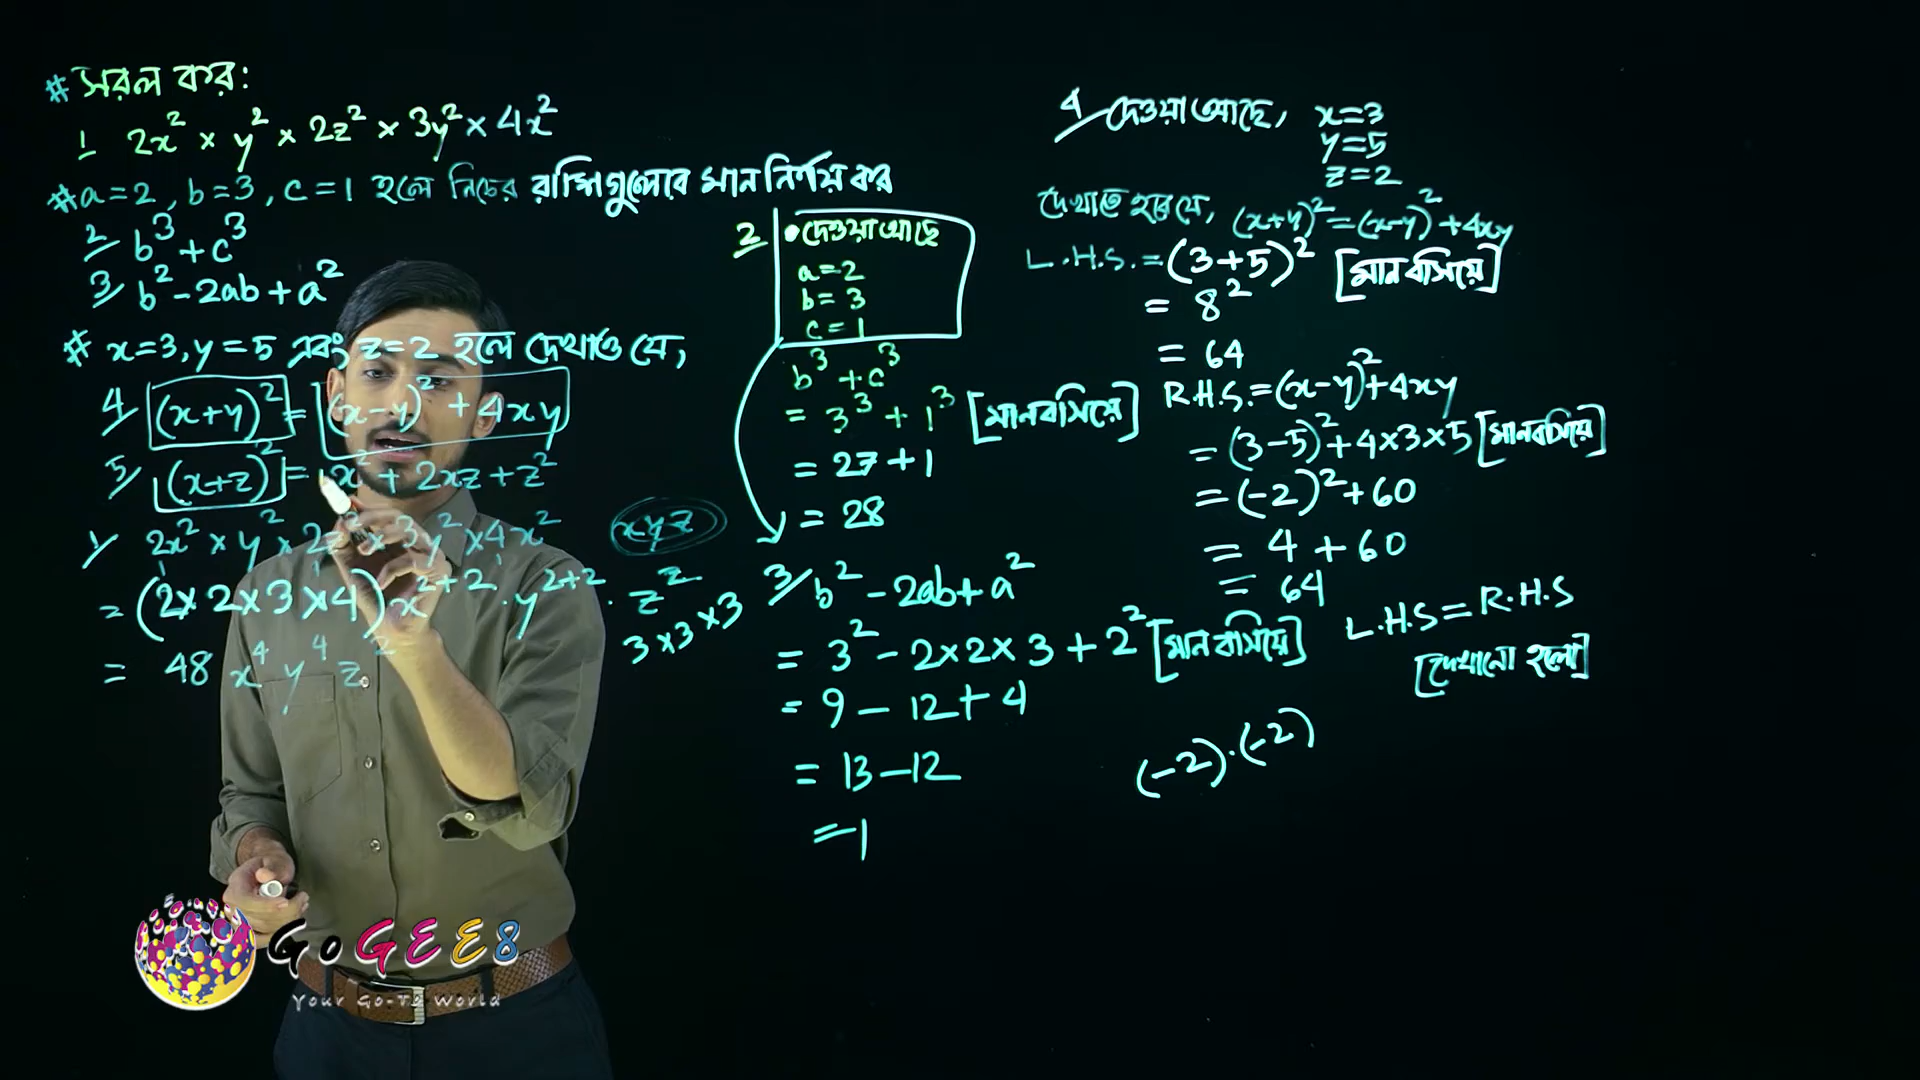 # সরল কর:
1 2x² × y² × 2z² × 3y² × 4x²
# a=2, b=3, c=1 হলে নিচের রাশিগুলোর মান নির্ণয় কর
2 b³ + c³
3 b² - 2ab + a²
# x=3, y=5 এবং z=2 হলে দেখাও যে,
4 (x+y)² = (x-y)² + 4xy
5 (x+z)² = x² + 2xz + z²
1 2x² × y² × 2z² × 3y² × 4x²
= (2×2×3×4) x²⁺² · y²⁺² · z²
= 48 x⁴ y⁴ z²
xyz
3×3×3
2 • দেওয়া আছে
a=2
b=3
c=1
b³ + c³
= 3³ + 1³ [মান বসিয়ে]
= 27 + 1
= 28
3 b² - 2ab + a²
= 3² - 2×2×3 + 2² [মান বসিয়ে]
= 9 - 12 + 4
= 13 - 12
= 1
4 দেওয়া আছে, x=3
y=5
z=2
দেখাতে হবে যে, (x+y)² = (x-y)² + 4xy
L.H.S. = (3+5)² [মান বসিয়ে]
= 8²
= 64
R.H.S. = (x-y)² + 4xy
= (3-5)² + 4×3×5 [মান বসিয়ে]
= (-2)² + 60
= 4 + 60
= 64
L.H.S = R.H.S
[দেখানো হলো]
(-2)·(-2)
GoGEE8
Your Go-To World